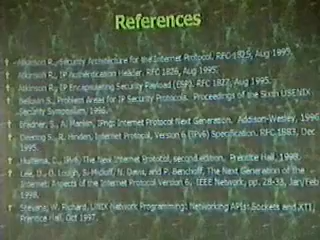 References
Atkinson R., Security Architecture for the Internet Protocol, RFC 1825, Aug 1995.
Atkinson R., IP Authentication Header. RFC 1826, Aug 1995.
Atkinson R., IP Encapsulating Security Payload (ESP). RFC 1827, Aug 1995.
Bellovin S., Problem Areas for IP Security Protocols. Proceedings of the Sixth USENIX
Security Symposium, 1996.
Bradner, S., A. Mankin, IPng: Internet Protocol Next Generation. Addison-Wesley, 1996
Deering S., R. Hinden, Internet Protocol, Version 6 (IPv6) Specification. RFC 1883, Dec
1995.
Huitema, C., IPv6 The New Internet Protocol, second edition. Prentice Hall, 1998.
Lee, D., D. Lough, S. Midkiff, N. Davis, and P. Benchoff, The Next Generation of the
Internet: Aspects of the Internet Protocol Version 6, IEEE Network, pp. 28-33, Jan/Feb
1998.
Stevens, W. Richard, UNIX Network Programming: Networking APIs: Sockets and XTI,
Prentice Hall, Oct 1997.